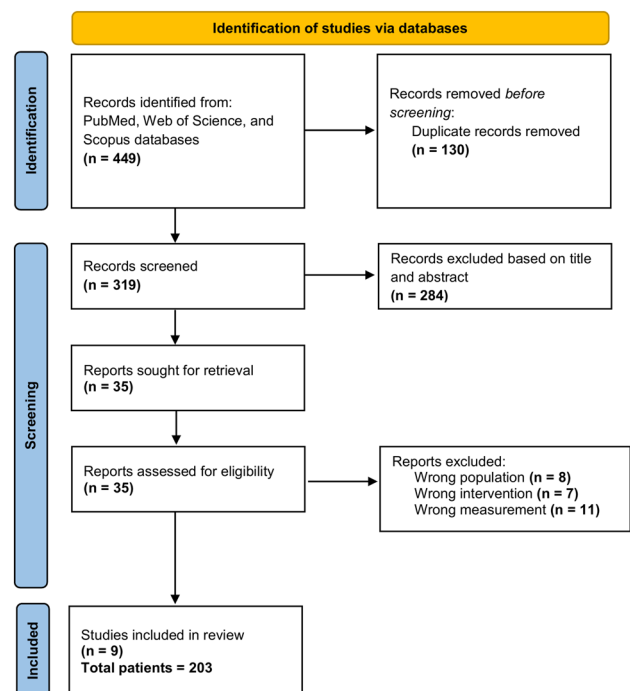 Identification of studies via databases
Identification
Records identified from:
PubMed, Web of Science, and
Scopus databases
(n = 449)
Records removed before
screening:
Duplicate records removed
(n = 130)
Screening
Records screened
(n = 319)
Records excluded based on title
and abstract
(n = 284)
Reports sought for retrieval
(n = 35)
Reports assessed for eligibility
(n = 35)
Reports excluded:
Wrong population (n = 8)
Wrong intervention (n = 7)
Wrong measurement (n = 11)
Included
Studies included in review
(n = 9)
Total patients = 203